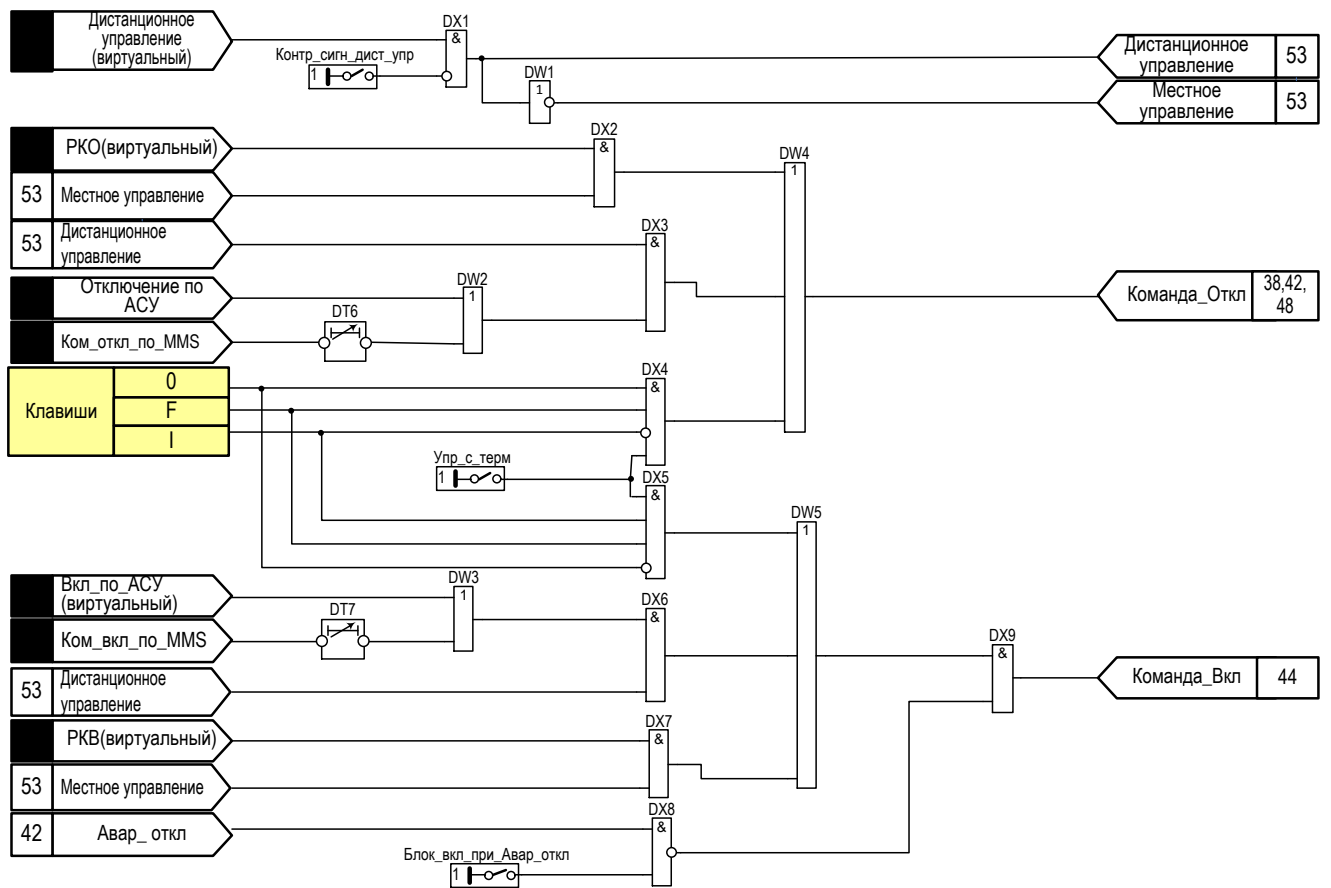 Дистанционное
управление
(виртуальный)
Контр_сигн_дист_упр
1
DX1
&
DW1
1
Дистанционное
управление
53
Местное
управление
53
РКО(виртуальный)
53
Местное управление
53
Дистанционное
управление
DX2
&
DX3
&
DW4
1
Отключение по
АСУ
Ком_откл_по_MMS
DT6
DW2
1
Команда_Откл
38,42,
48
Клавиши
0
F
I
DX4
&
Упр_с_терм
1
DX5
&
DW5
1
Вкл_по_АСУ
(виртуальный)
Ком_вкл_по_MMS
DT7
DW3
1
DX6
&
53
Дистанционное
управление
DX9
&
Команда_Вкл
44
РКВ(виртуальный)
53
Местное управление
DX7
&
42
Авар_ откл
DX8
&
Блок_вкл_при_Авар_откл
1